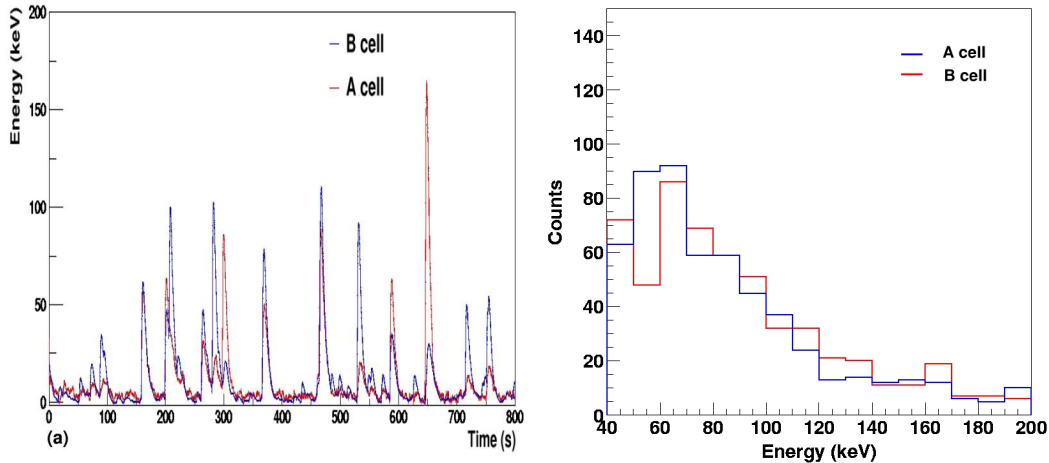 Energy (keV)
200
150
100
50
0
B cell
A cell
0 100 200 300 400 500 600 700 800
(a)
Time (s)
Counts
140
120
100
80
60
40
20
0
A cell
B cell
40 60 80 100 120 140 160 180 200
Energy (keV)